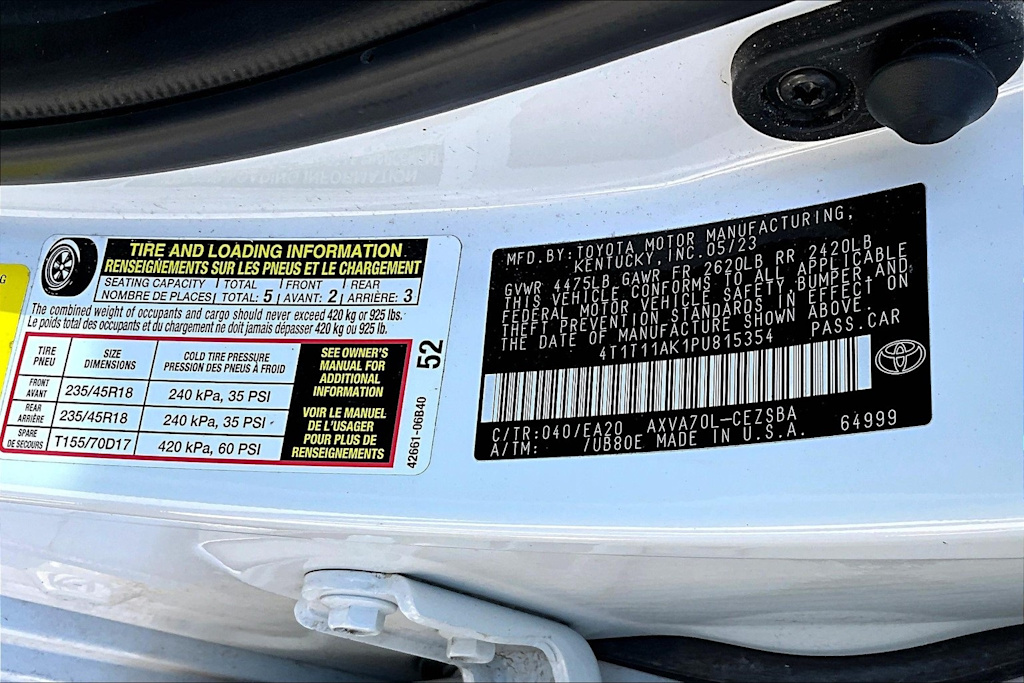 TIRE AND LOADING INFORMATION
RENSEIGNEMENTS SUR LES PNEUS ET LE CHARGEMENT
SEATING CAPACITY TOTAL FRONT REAR
NOMBRE DE PLACES TOTAL: 5 AVANT: 2 ARRIÈRE: 3
The combined weight of occupants and cargo should never exceed 420 kg or 925 lbs.
Le poids total des occupants et du chargement ne doit jamais dépasser 420 kg ou 925 lb.
TIRE PNEU SIZE DIMENSIONS COLD TIRE PRESSURE PRESSION DES PNEUS À FROID
FRONT AVANT 235/45R18 240 kPa, 35 PSI
REAR ARRIÈRE 235/45R18 240 kPa, 35 PSI
SPARE DE SECOURS T155/70D17 420 kPa, 60 PSI
SEE OWNER'S
MANUAL FOR
ADDITIONAL
INFORMATION
VOIR LE MANUEL
DE L'USAGER
POUR PLUS DE
RENSEIGNEMENTS
52
42661-06B40
MFD.BY:TOYOTA MOTOR MANUFACTURING,
KENTUCKY,INC.05/23
GVWR 4475LB GAWR FR 2620LB RR 2420LB
THIS VEHICLE CONFORMS TO ALL APPLICABLE
FEDERAL MOTOR VEHICLE SAFETY,BUMPER,AND
THEFT PREVENTION STANDARDS IN EFFECT ON
THE DATE OF MANUFACTURE SHOWN ABOVE.
4T1T11AK1PU815354 PASS.CAR
C/TR:040/EA20 AXVA70L-CEZSBA 64999
A/TM: 7UB80E MADE IN U.S.A.